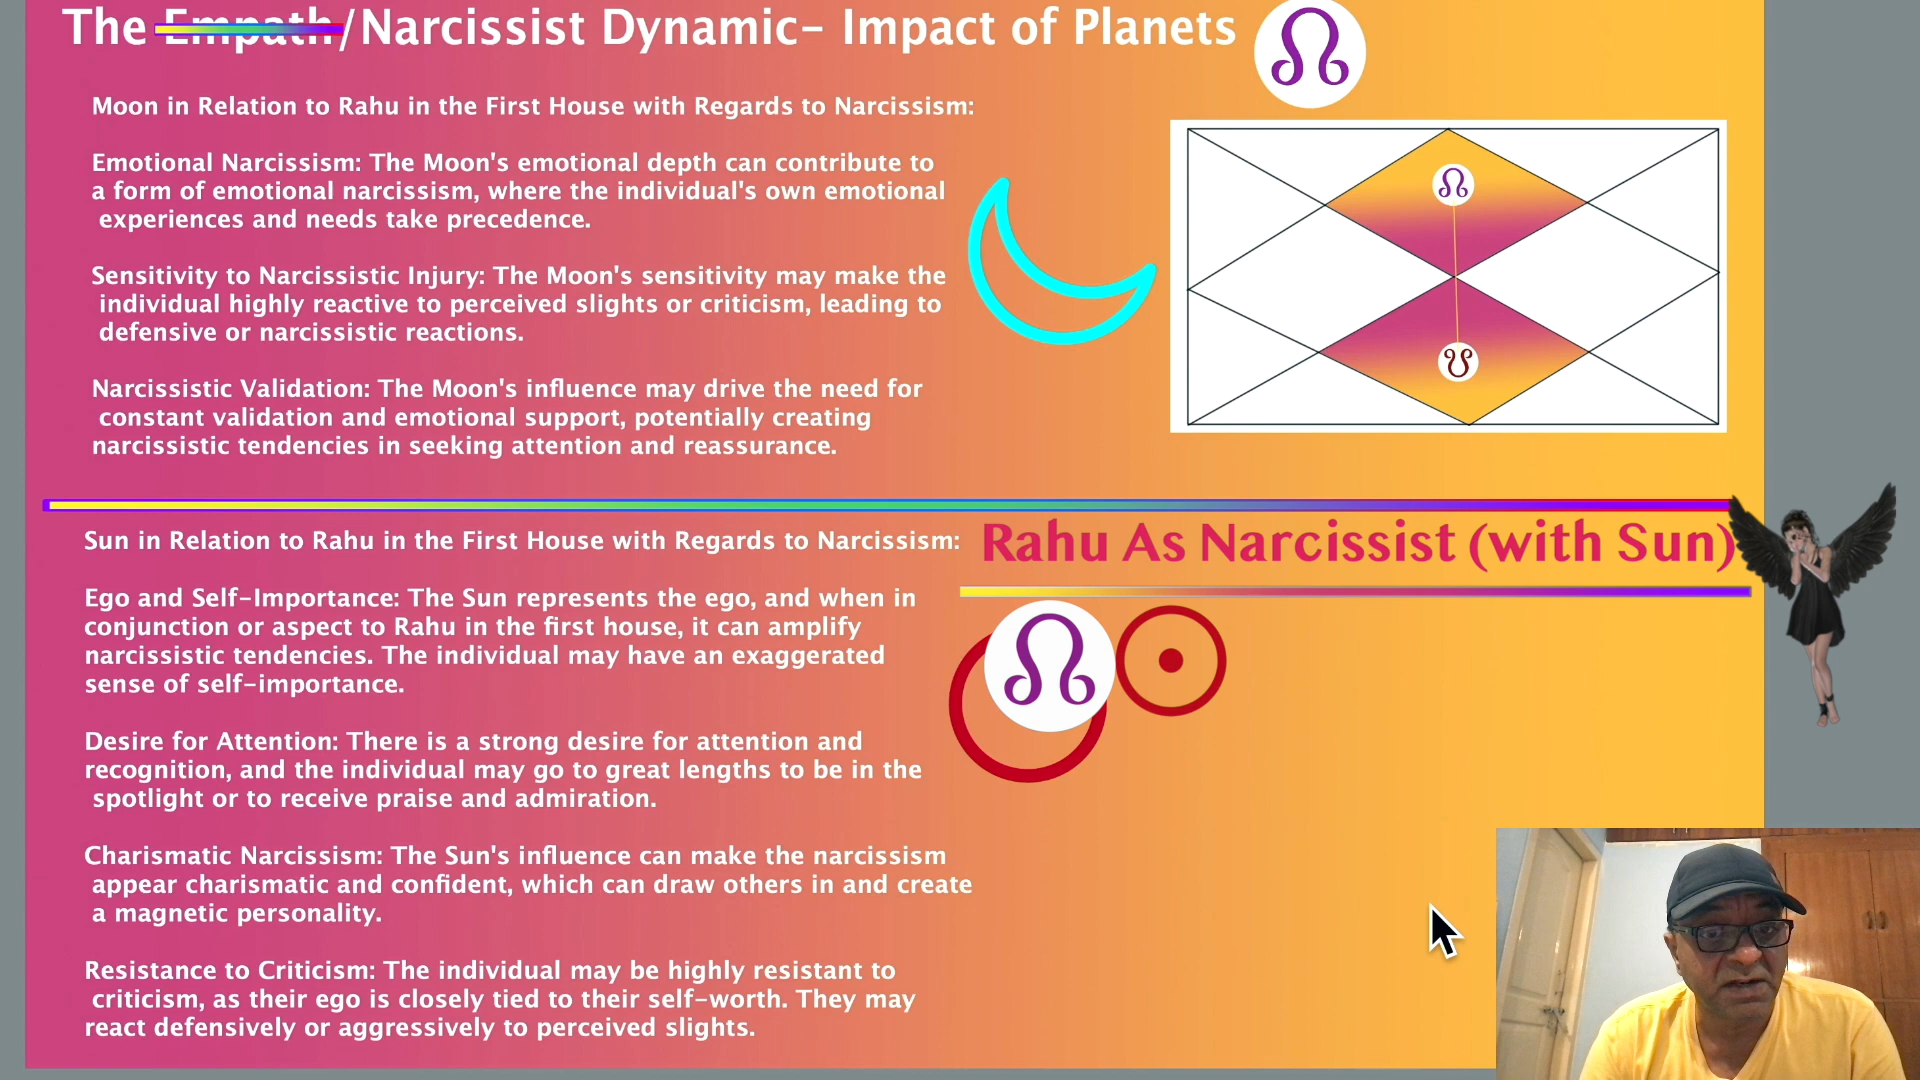 The Empath/Narcissist Dynamic- Impact of Planets
Moon in Relation to Rahu in the First House with Regards to Narcissism:
Emotional Narcissism: The Moon's emotional depth can contribute to
a form of emotional narcissism, where the individual's own emotional
experiences and needs take precedence.
Sensitivity to Narcissistic Injury: The Moon's sensitivity may make the
individual highly reactive to perceived slights or criticism, leading to
defensive or narcissistic reactions.
Narcissistic Validation: The Moon's influence may drive the need for
constant validation and emotional support, potentially creating
narcissistic tendencies in seeking attention and reassurance.
Sun in Relation to Rahu in the First House with Regards to Narcissism:
Rahu As Narcissist (with Sun)
Ego and Self-Importance: The Sun represents the ego, and when in
conjunction or aspect to Rahu in the first house, it can amplify
narcissistic tendencies. The individual may have an exaggerated
sense of self-importance.
Desire for Attention: There is a strong desire for attention and
recognition, and the individual may go to great lengths to be in the
spotlight or to receive praise and admiration.
Charismatic Narcissism: The Sun's influence can make the narcissism
appear charismatic and confident, which can draw others in and create
a magnetic personality.
Resistance to Criticism: The individual may be highly resistant to
criticism, as their ego is closely tied to their self-worth. They may
react defensively or aggressively to perceived slights.